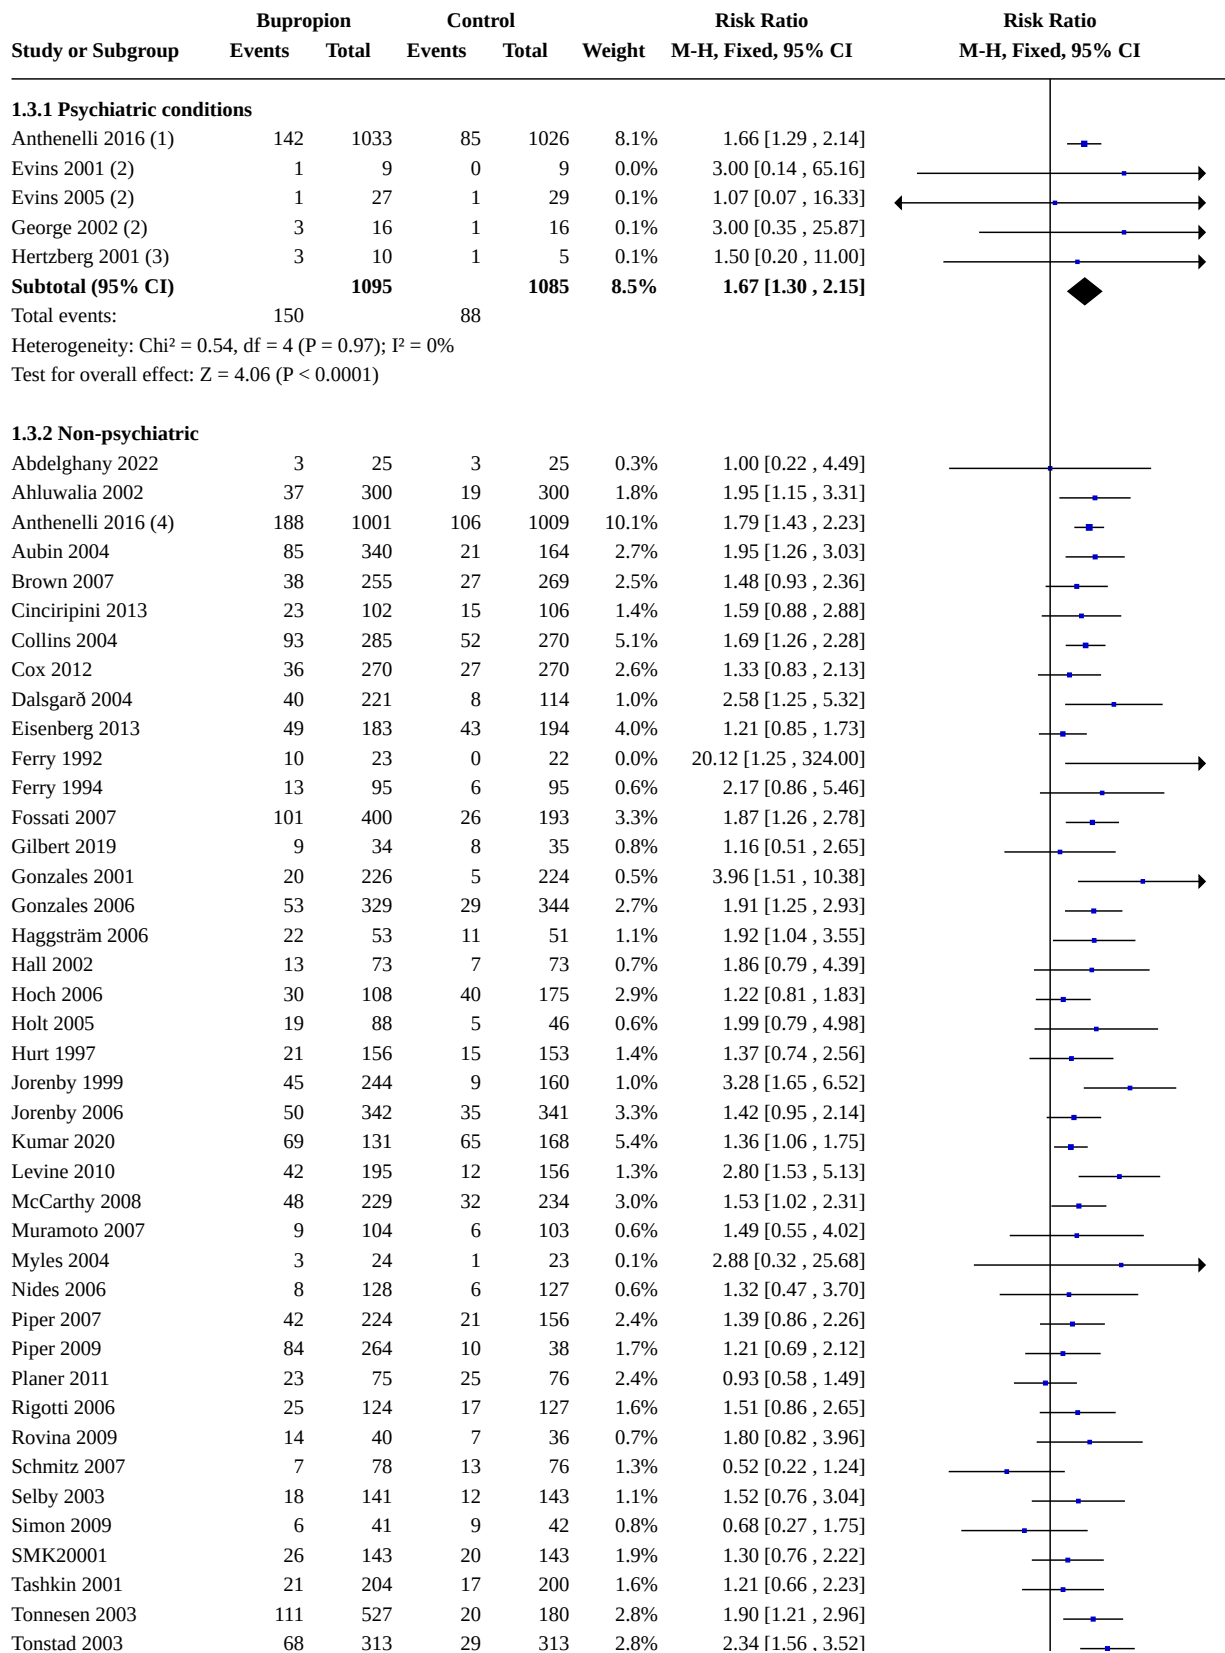 Bupropion Control Risk Ratio Risk Ratio
Study or Subgroup Events Total Events Total Weight M-H, Fixed, 95% CI M-H, Fixed, 95% CI
1.3.1 Psychiatric conditions
Anthenelli 2016 (1) 142 1033 85 1026 8.1% 1.66 [1.29 , 2.14]
Evins 2001 (2) 1 9 0 9 0.0% 3.00 [0.14 , 65.16]
Evins 2005 (2) 1 27 1 29 0.1% 1.07 [0.07 , 16.33]
George 2002 (2) 3 16 1 16 0.1% 3.00 [0.35 , 25.87]
Hertzberg 2001 (3) 3 10 1 5 0.1% 1.50 [0.20 , 11.00]
Subtotal (95% CI) 1095 1085 8.5% 1.67 [1.30 , 2.15]
Total events: 150 88
Heterogeneity: Chi² = 0.54, df = 4 (P = 0.97); I² = 0%
Test for overall effect: Z = 4.06 (P < 0.0001)
1.3.2 Non-psychiatric
Abdelghany 2022 3 25 3 25 0.3% 1.00 [0.22 , 4.49]
Ahluwalia 2002 37 300 19 300 1.8% 1.95 [1.15 , 3.31]
Anthenelli 2016 (4) 188 1001 106 1009 10.1% 1.79 [1.43 , 2.23]
Aubin 2004 85 340 21 164 2.7% 1.95 [1.26 , 3.03]
Brown 2007 38 255 27 269 2.5% 1.48 [0.93 , 2.36]
Cinciripini 2013 23 102 15 106 1.4% 1.59 [0.88 , 2.88]
Collins 2004 93 285 52 270 5.1% 1.69 [1.26 , 2.28]
Cox 2012 36 270 27 270 2.6% 1.33 [0.83 , 2.13]
Dalsgarð 2004 40 221 8 114 1.0% 2.58 [1.25 , 5.32]
Eisenberg 2013 49 183 43 194 4.0% 1.21 [0.85 , 1.73]
Ferry 1992 10 23 0 22 0.0% 20.12 [1.25 , 324.00]
Ferry 1994 13 95 6 95 0.6% 2.17 [0.86 , 5.46]
Fossati 2007 101 400 26 193 3.3% 1.87 [1.26 , 2.78]
Gilbert 2019 9 34 8 35 0.8% 1.16 [0.51 , 2.65]
Gonzales 2001 20 226 5 224 0.5% 3.96 [1.51 , 10.38]
Gonzales 2006 53 329 29 344 2.7% 1.91 [1.25 , 2.93]
Haggsträm 2006 22 53 11 51 1.1% 1.92 [1.04 , 3.55]
Hall 2002 13 73 7 73 0.7% 1.86 [0.79 , 4.39]
Hoch 2006 30 108 40 175 2.9% 1.22 [0.81 , 1.83]
Holt 2005 19 88 5 46 0.6% 1.99 [0.79 , 4.98]
Hurt 1997 21 156 15 153 1.4% 1.37 [0.74 , 2.56]
Jorenby 1999 45 244 9 160 1.0% 3.28 [1.65 , 6.52]
Jorenby 2006 50 342 35 341 3.3% 1.42 [0.95 , 2.14]
Kumar 2020 69 131 65 168 5.4% 1.36 [1.06 , 1.75]
Levine 2010 42 195 12 156 1.3% 2.80 [1.53 , 5.13]
McCarthy 2008 48 229 32 234 3.0% 1.53 [1.02 , 2.31]
Muramoto 2007 9 104 6 103 0.6% 1.49 [0.55 , 4.02]
Myles 2004 3 24 1 23 0.1% 2.88 [0.32 , 25.68]
Nides 2006 8 128 6 127 0.6% 1.32 [0.47 , 3.70]
Piper 2007 42 224 21 156 2.4% 1.39 [0.86 , 2.26]
Piper 2009 84 264 10 38 1.7% 1.21 [0.69 , 2.12]
Planer 2011 23 75 25 76 2.4% 0.93 [0.58 , 1.49]
Rigotti 2006 25 124 17 127 1.6% 1.51 [0.86 , 2.65]
Rovina 2009 14 40 7 36 0.7% 1.80 [0.82 , 3.96]
Schmitz 2007 7 78 13 76 1.3% 0.52 [0.22 , 1.24]
Selby 2003 18 141 12 143 1.1% 1.52 [0.76 , 3.04]
Simon 2009 6 41 9 42 0.8% 0.68 [0.27 , 1.75]
SMK20001 26 143 20 143 1.9% 1.30 [0.76 , 2.22]
Tashkin 2001 21 204 17 200 1.6% 1.21 [0.66 , 2.23]
Tonnesen 2003 111 527 20 180 2.8% 1.90 [1.21 , 2.96]
Tonstad 2003 68 313 29 313 2.8% 2.34 [1.56 , 3.52]